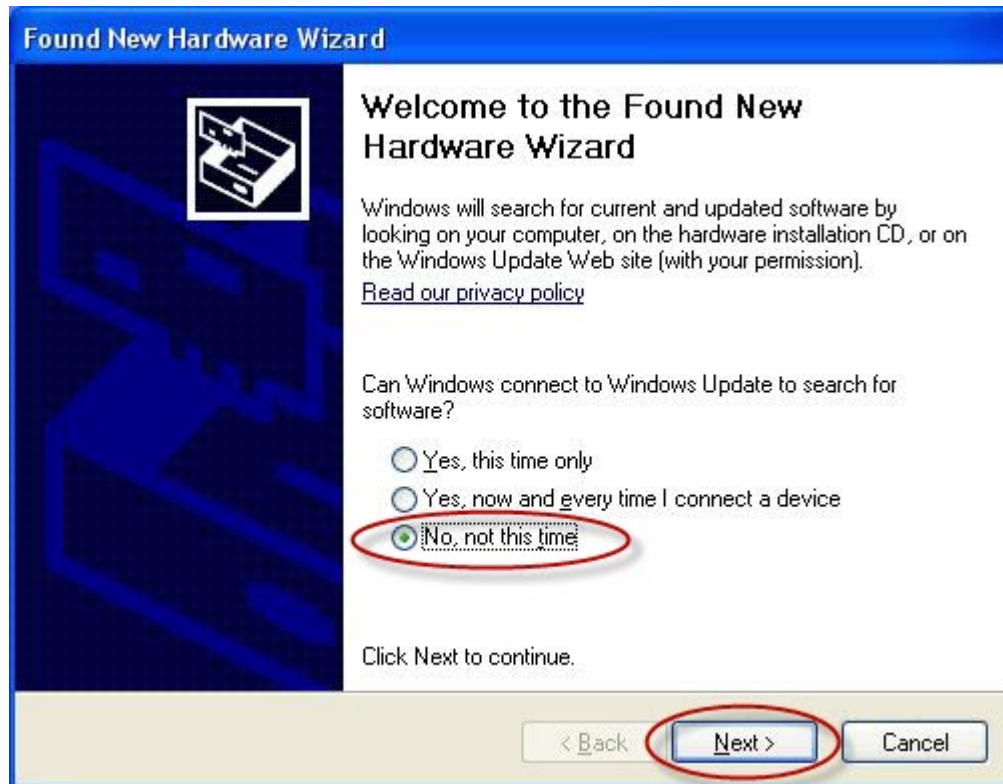 Found New Hardware Wizard
Welcome to the Found New
Hardware Wizard
Windows will search for current and updated software by
looking on your computer, on the hardware installation CD, or on
the Windows Update Web site (with your permission).
Read our privacy policy
Can Windows connect to Windows Update to search for
software?
Yes, this time only
Yes, now and every time I connect a device
No, not this time
Click Next to continue.
< Back
Next >
Cancel